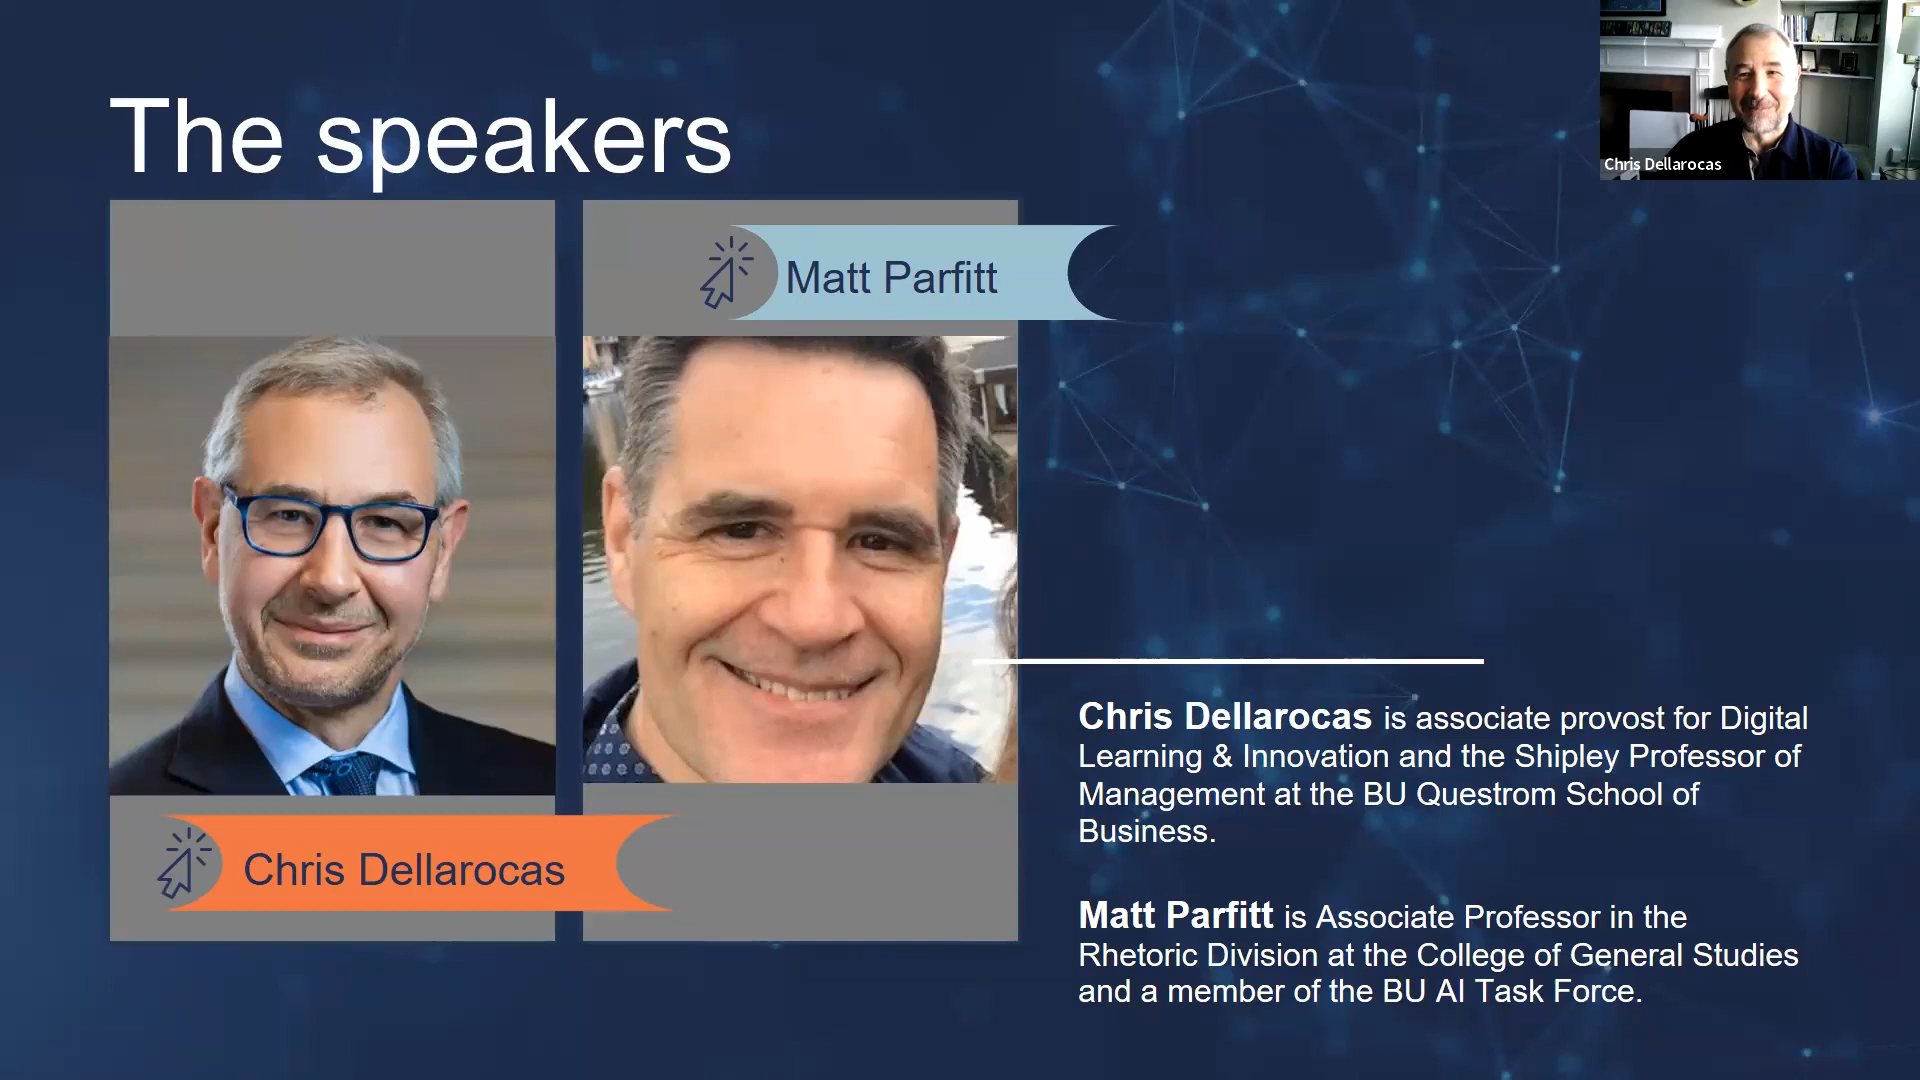 The speakers
Chris Dellarocas
Matt Parfitt
Chris Dellarocas
Chris Dellarocas is associate provost for Digital
Learning & Innovation and the Shipley Professor of
Management at the BU Questrom School of
Business.
Matt Parfitt is Associate Professor in the
Rhetoric Division at the College of General Studies
and a member of the BU AI Task Force.